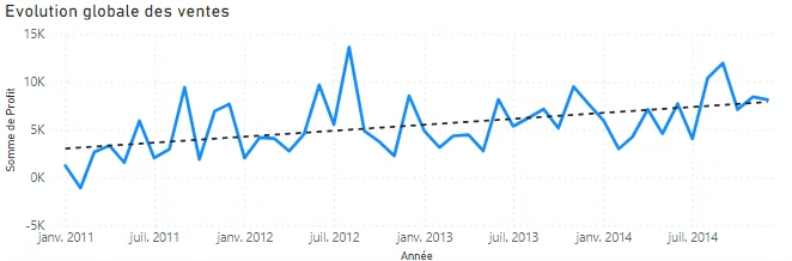 Evolution globale des ventes
15K
10K
5K
0K
-5K
Somme de Profit
janv. 2011 juil. 2011 janv. 2012 juil. 2012 janv. 2013 juil. 2013 janv. 2014 juil. 2014
Année